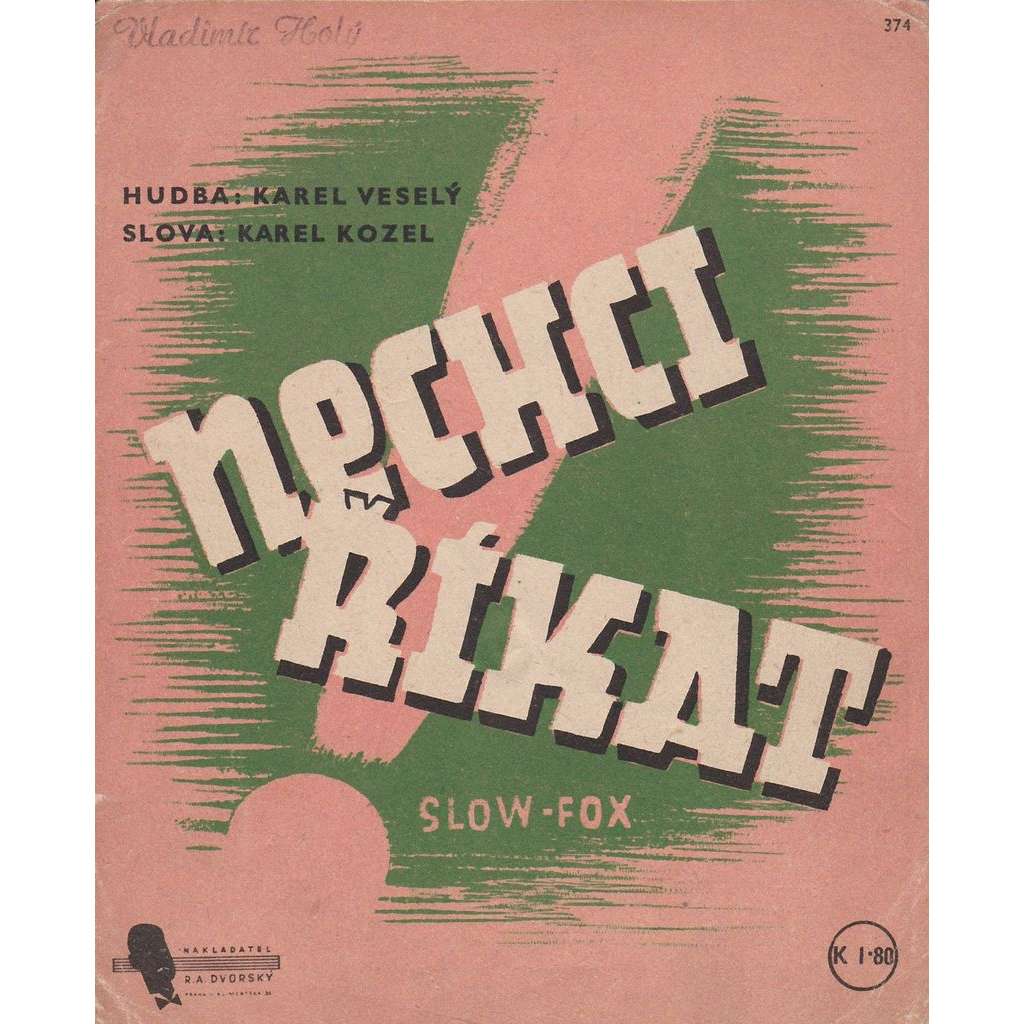 Vladimír Holý
374
HUDBA: KAREL VESELÝ
SLOVA: KAREL KOZEL
NeCHCI
ŘÍKAT
SLOW-FOX
NAKLADATEL
R.A. DVORSKÝ
K 1·80